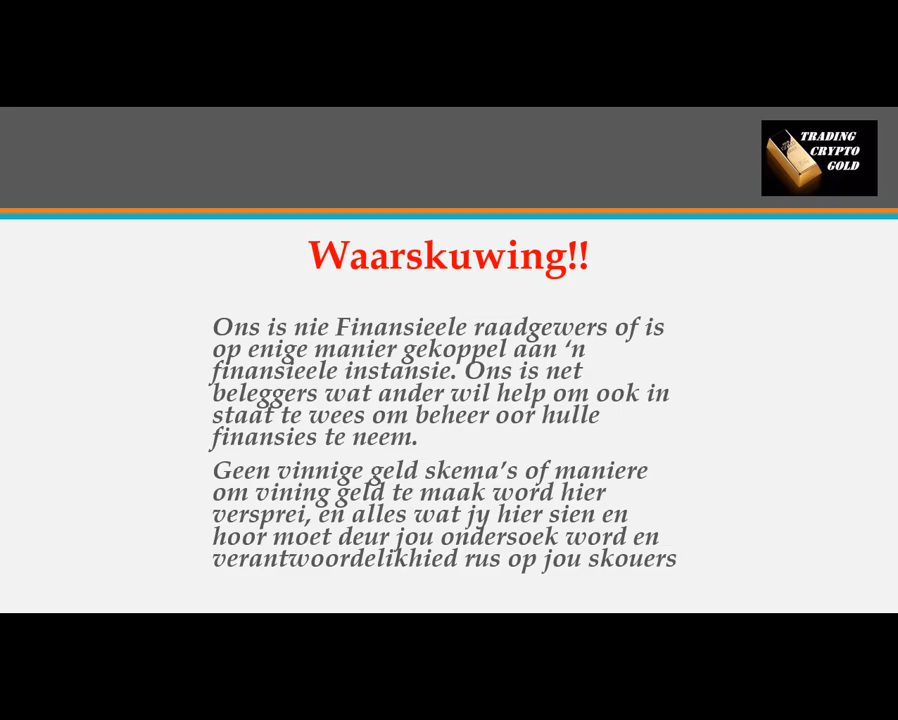 TRADING
CRYPTO
GOLD
Waarskuwing!!
Ons is nie Finansieele raadgewers of is
op enige manier gekoppel aan ‘n
finansieele instansie. Ons is net
beleggers wat ander wil help om ook in
staat te wees om beheer oor hulle
finansies te neem.
Geen vinnige geld skema’s of maniere
om vining geld te maak word hier
versprei, en alles wat jy hier sien en
hoor moet deur jou ondersoek word en
verantwoordelikhied rus op jou skouers